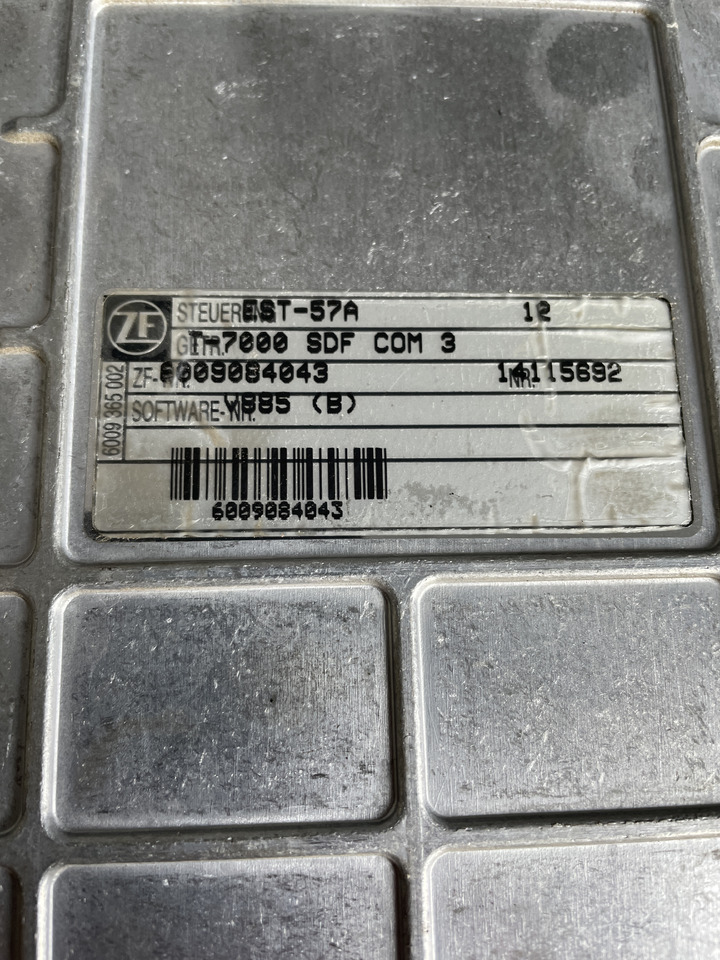 ZF
STEUERUNG EST-57A 12
GETR. T-7000 SDF COM 3
ZF-NR. 6009084043 NR. 14115692
SOFTWARE-NR. V885 (B)
6009 365 002
6009084043